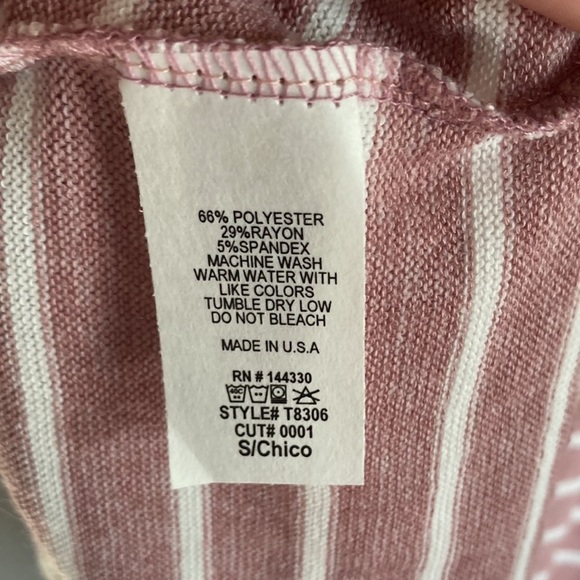 66% POLYESTER
29%RAYON
5%SPANDEX
MACHINE WASH
WARM WATER WITH
LIKE COLORS
TUMBLE DRY LOW
DO NOT BLEACH
MADE IN U.S.A
RN # 144330
STYLE# T8306
CUT# 0001
S/Chico